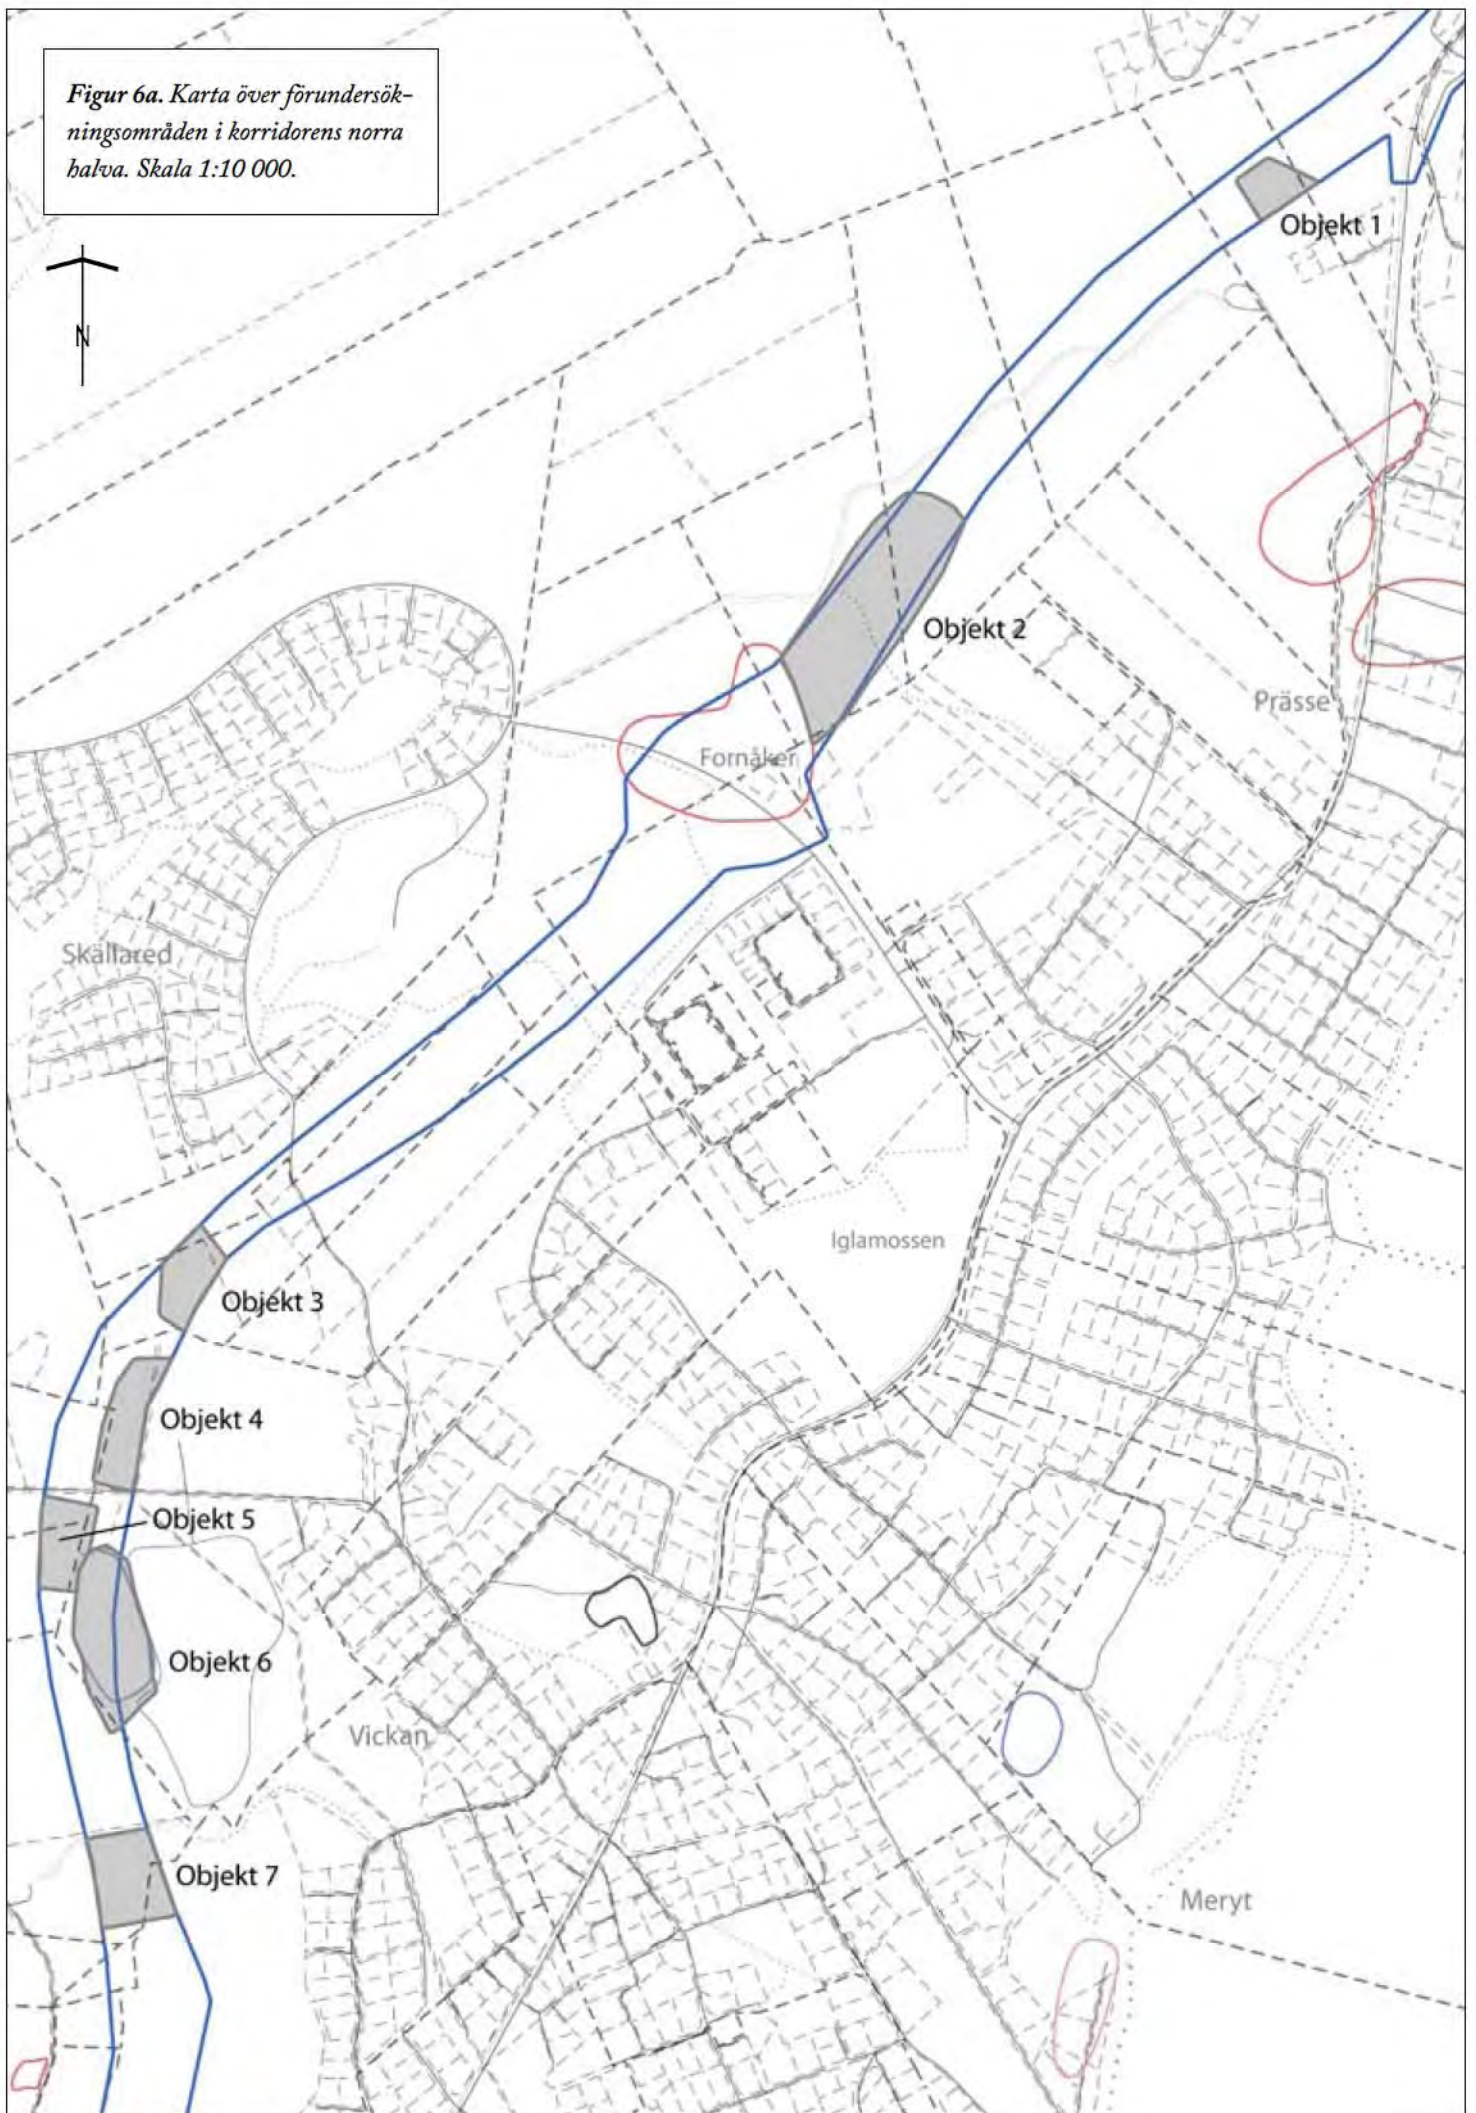 Figur 6a. Karta över förundersök-
ningsområden i korridorens norra
halva. Skala 1:10 000.
N
Objekt 1
Objekt 2
Prässe
Fornåker
Skällared
Iglamossen
Objekt 3
Objekt 4
Objekt 5
Objekt 6
Vickan
Objekt 7
Meryt